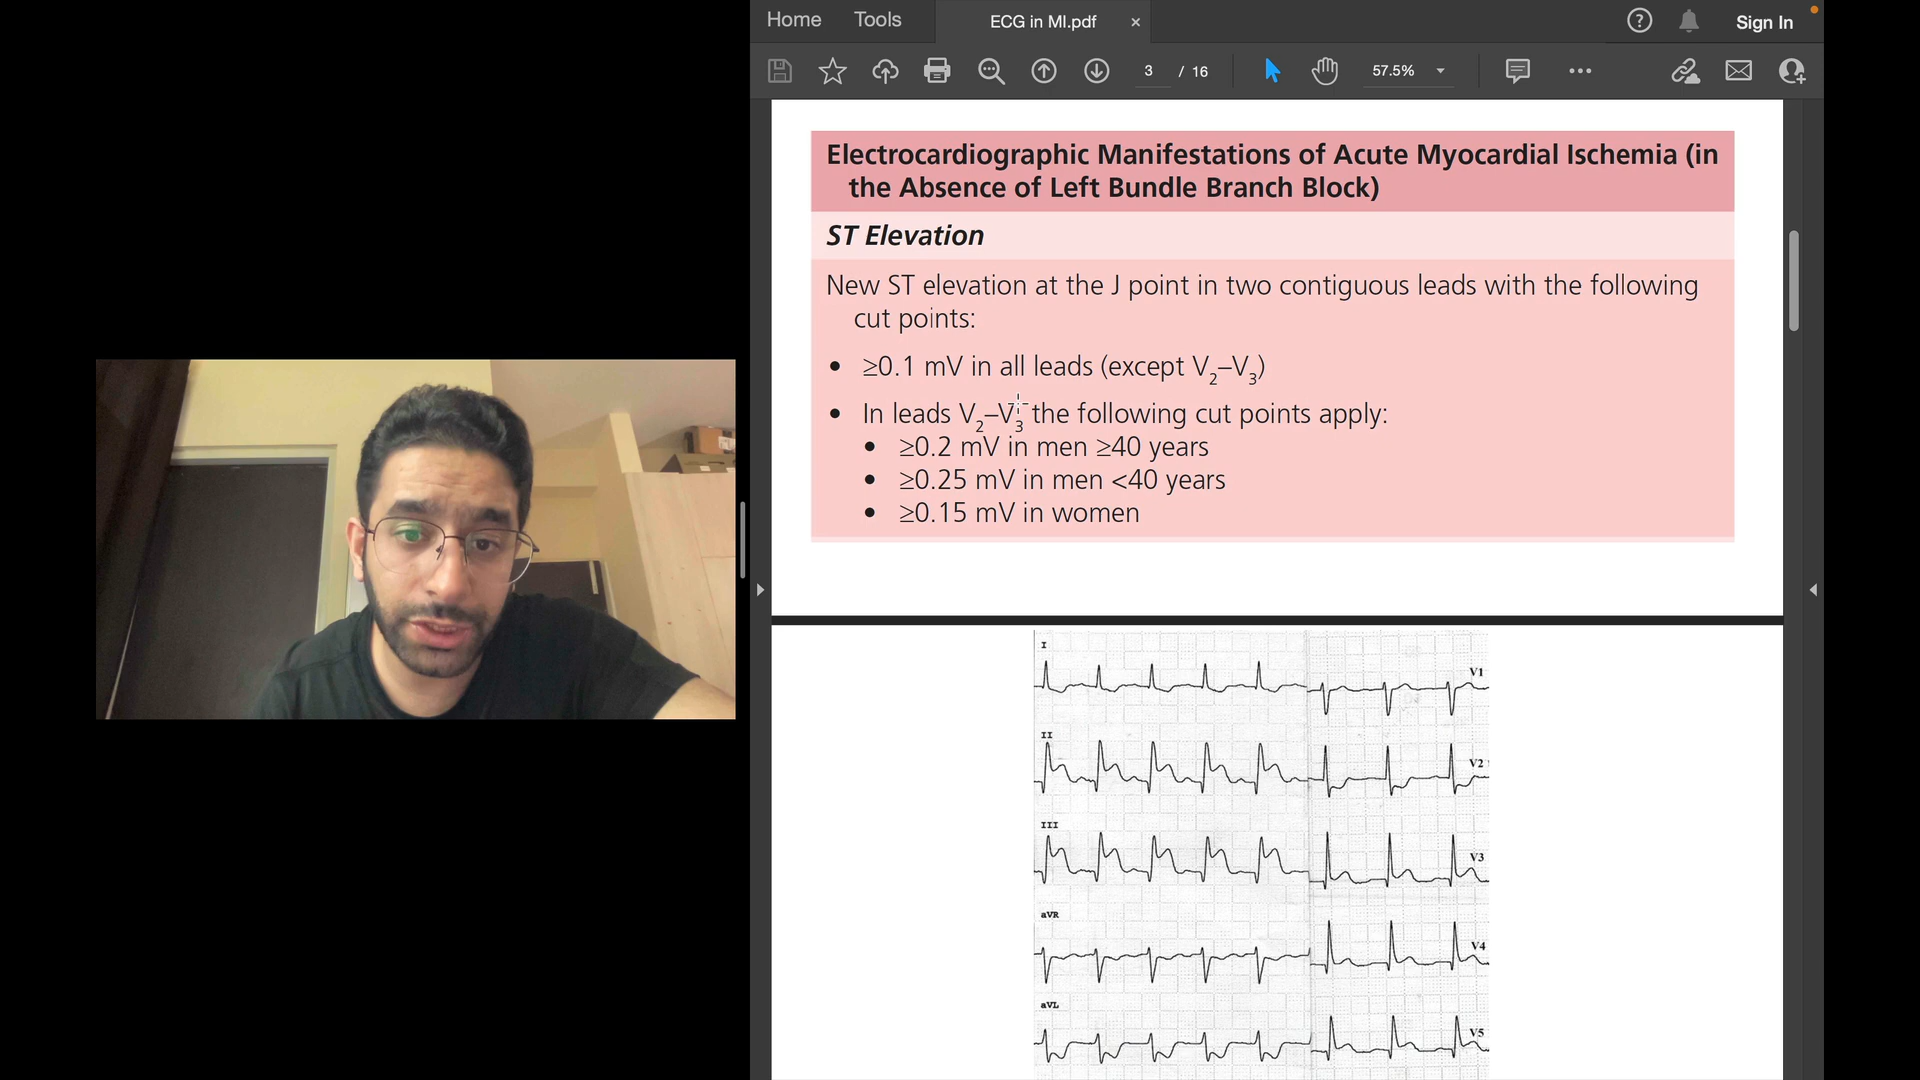 Home Tools ECG in MI.pdf × ? Sign In
3 / 16 57.5%
Electrocardiographic Manifestations of Acute Myocardial Ischemia (in
the Absence of Left Bundle Branch Block)
ST Elevation
New ST elevation at the J point in two contiguous leads with the following
cut points:
• ≥0.1 mV in all leads (except V2–V3)
• In leads V2–V3 the following cut points apply:
• ≥0.2 mV in men ≥40 years
• ≥0.25 mV in men <40 years
• ≥0.15 mV in women
I
V1
II
V2
III
V3
aVR
V4
aVL
V5